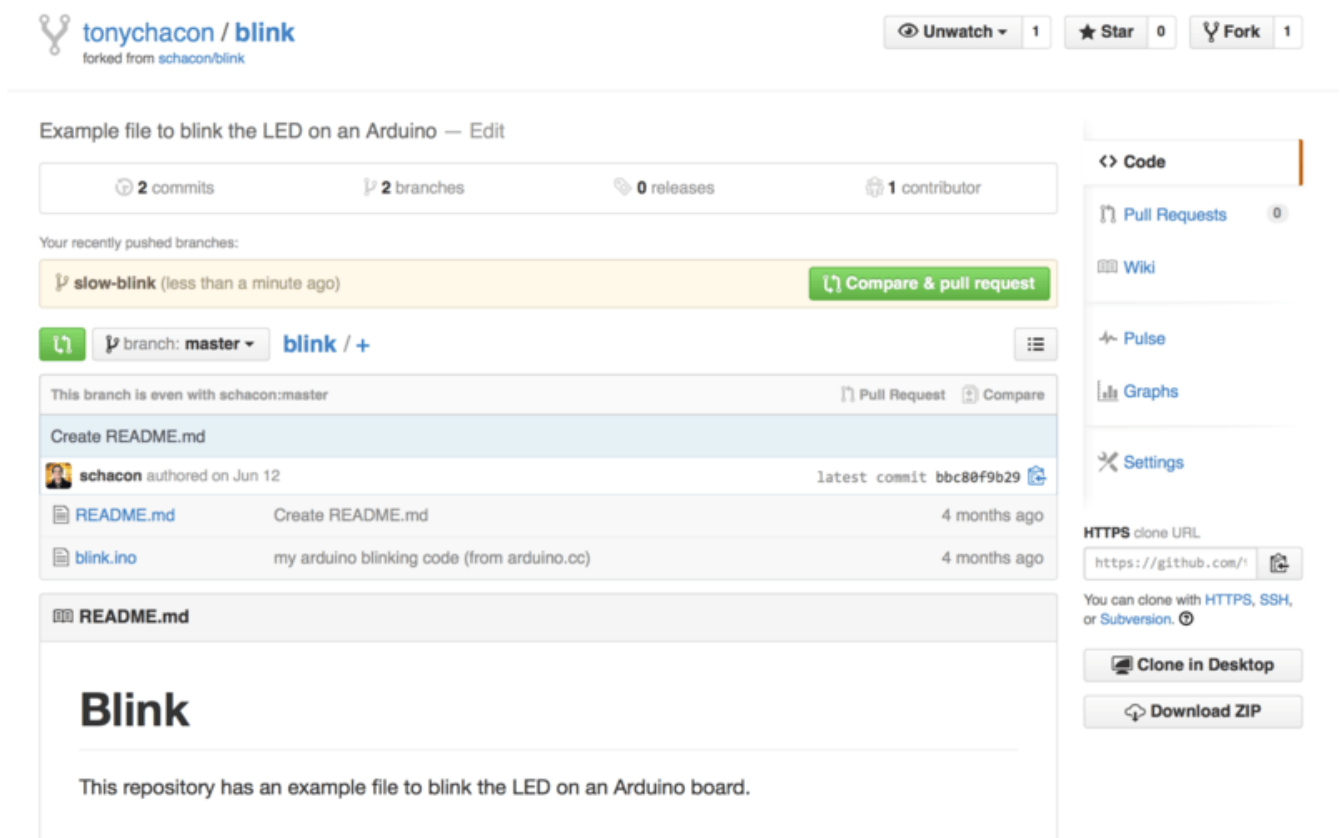 tonychacon / blink
forked from schacon/blink
Unwatch 1 Star 0 Fork 1
Example file to blink the LED on an Arduino — Edit
2 commits 2 branches 0 releases 1 contributor
Your recently pushed branches:
slow-blink (less than a minute ago) Compare & pull request
branch: master blink / +
This branch is even with schacon:master Pull Request Compare
Create README.md
schacon authored on Jun 12 latest commit bbc80f9b29
README.md Create README.md 4 months ago
blink.ino my arduino blinking code (from arduino.cc) 4 months ago
README.md
Blink
This repository has an example file to blink the LED on an Arduino board.
Code
Pull Requests 0
Wiki
Pulse
Graphs
Settings
HTTPS clone URL
https://github.com/
You can clone with HTTPS, SSH,
or Subversion.
Clone in Desktop
Download ZIP